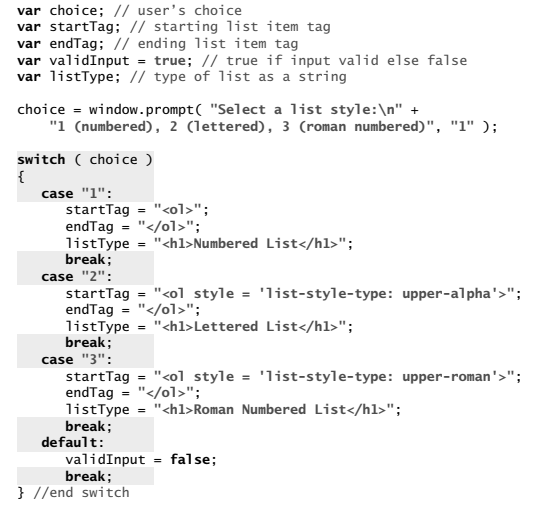 var choice; // user's choice
var startTag; // starting list item tag
var endTag; // ending list item tag
var validInput = true; // true if input valid else false
var listType; // type of list as a string

choice = window.prompt( "Select a list style:\n" +
    "1 (numbered), 2 (lettered), 3 (roman numbered)", "1" );

switch ( choice )
{
   case "1":
      startTag = "<ol>";
      endTag = "</ol>";
      listType = "<h1>Numbered List</h1>";
      break;
   case "2":
      startTag = "<ol style = 'list-style-type: upper-alpha'>";
      endTag = "</ol>";
      listType = "<h1>Lettered List</h1>";
      break;
   case "3":
      startTag = "<ol style = 'list-style-type: upper-roman'>";
      endTag = "</ol>";
      listType = "<h1>Roman Numbered List</h1>";
      break;
   default:
      validInput = false;
      break;
} //end switch